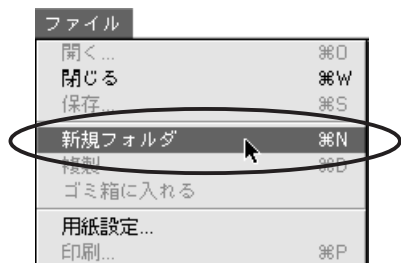 ファイル
開く... ⌘O
閉じる ⌘W
保存... ⌘S
新規フォルダ ⌘N
複製 ⌘D
ゴミ箱に入れる
用紙設定...
印刷... ⌘P